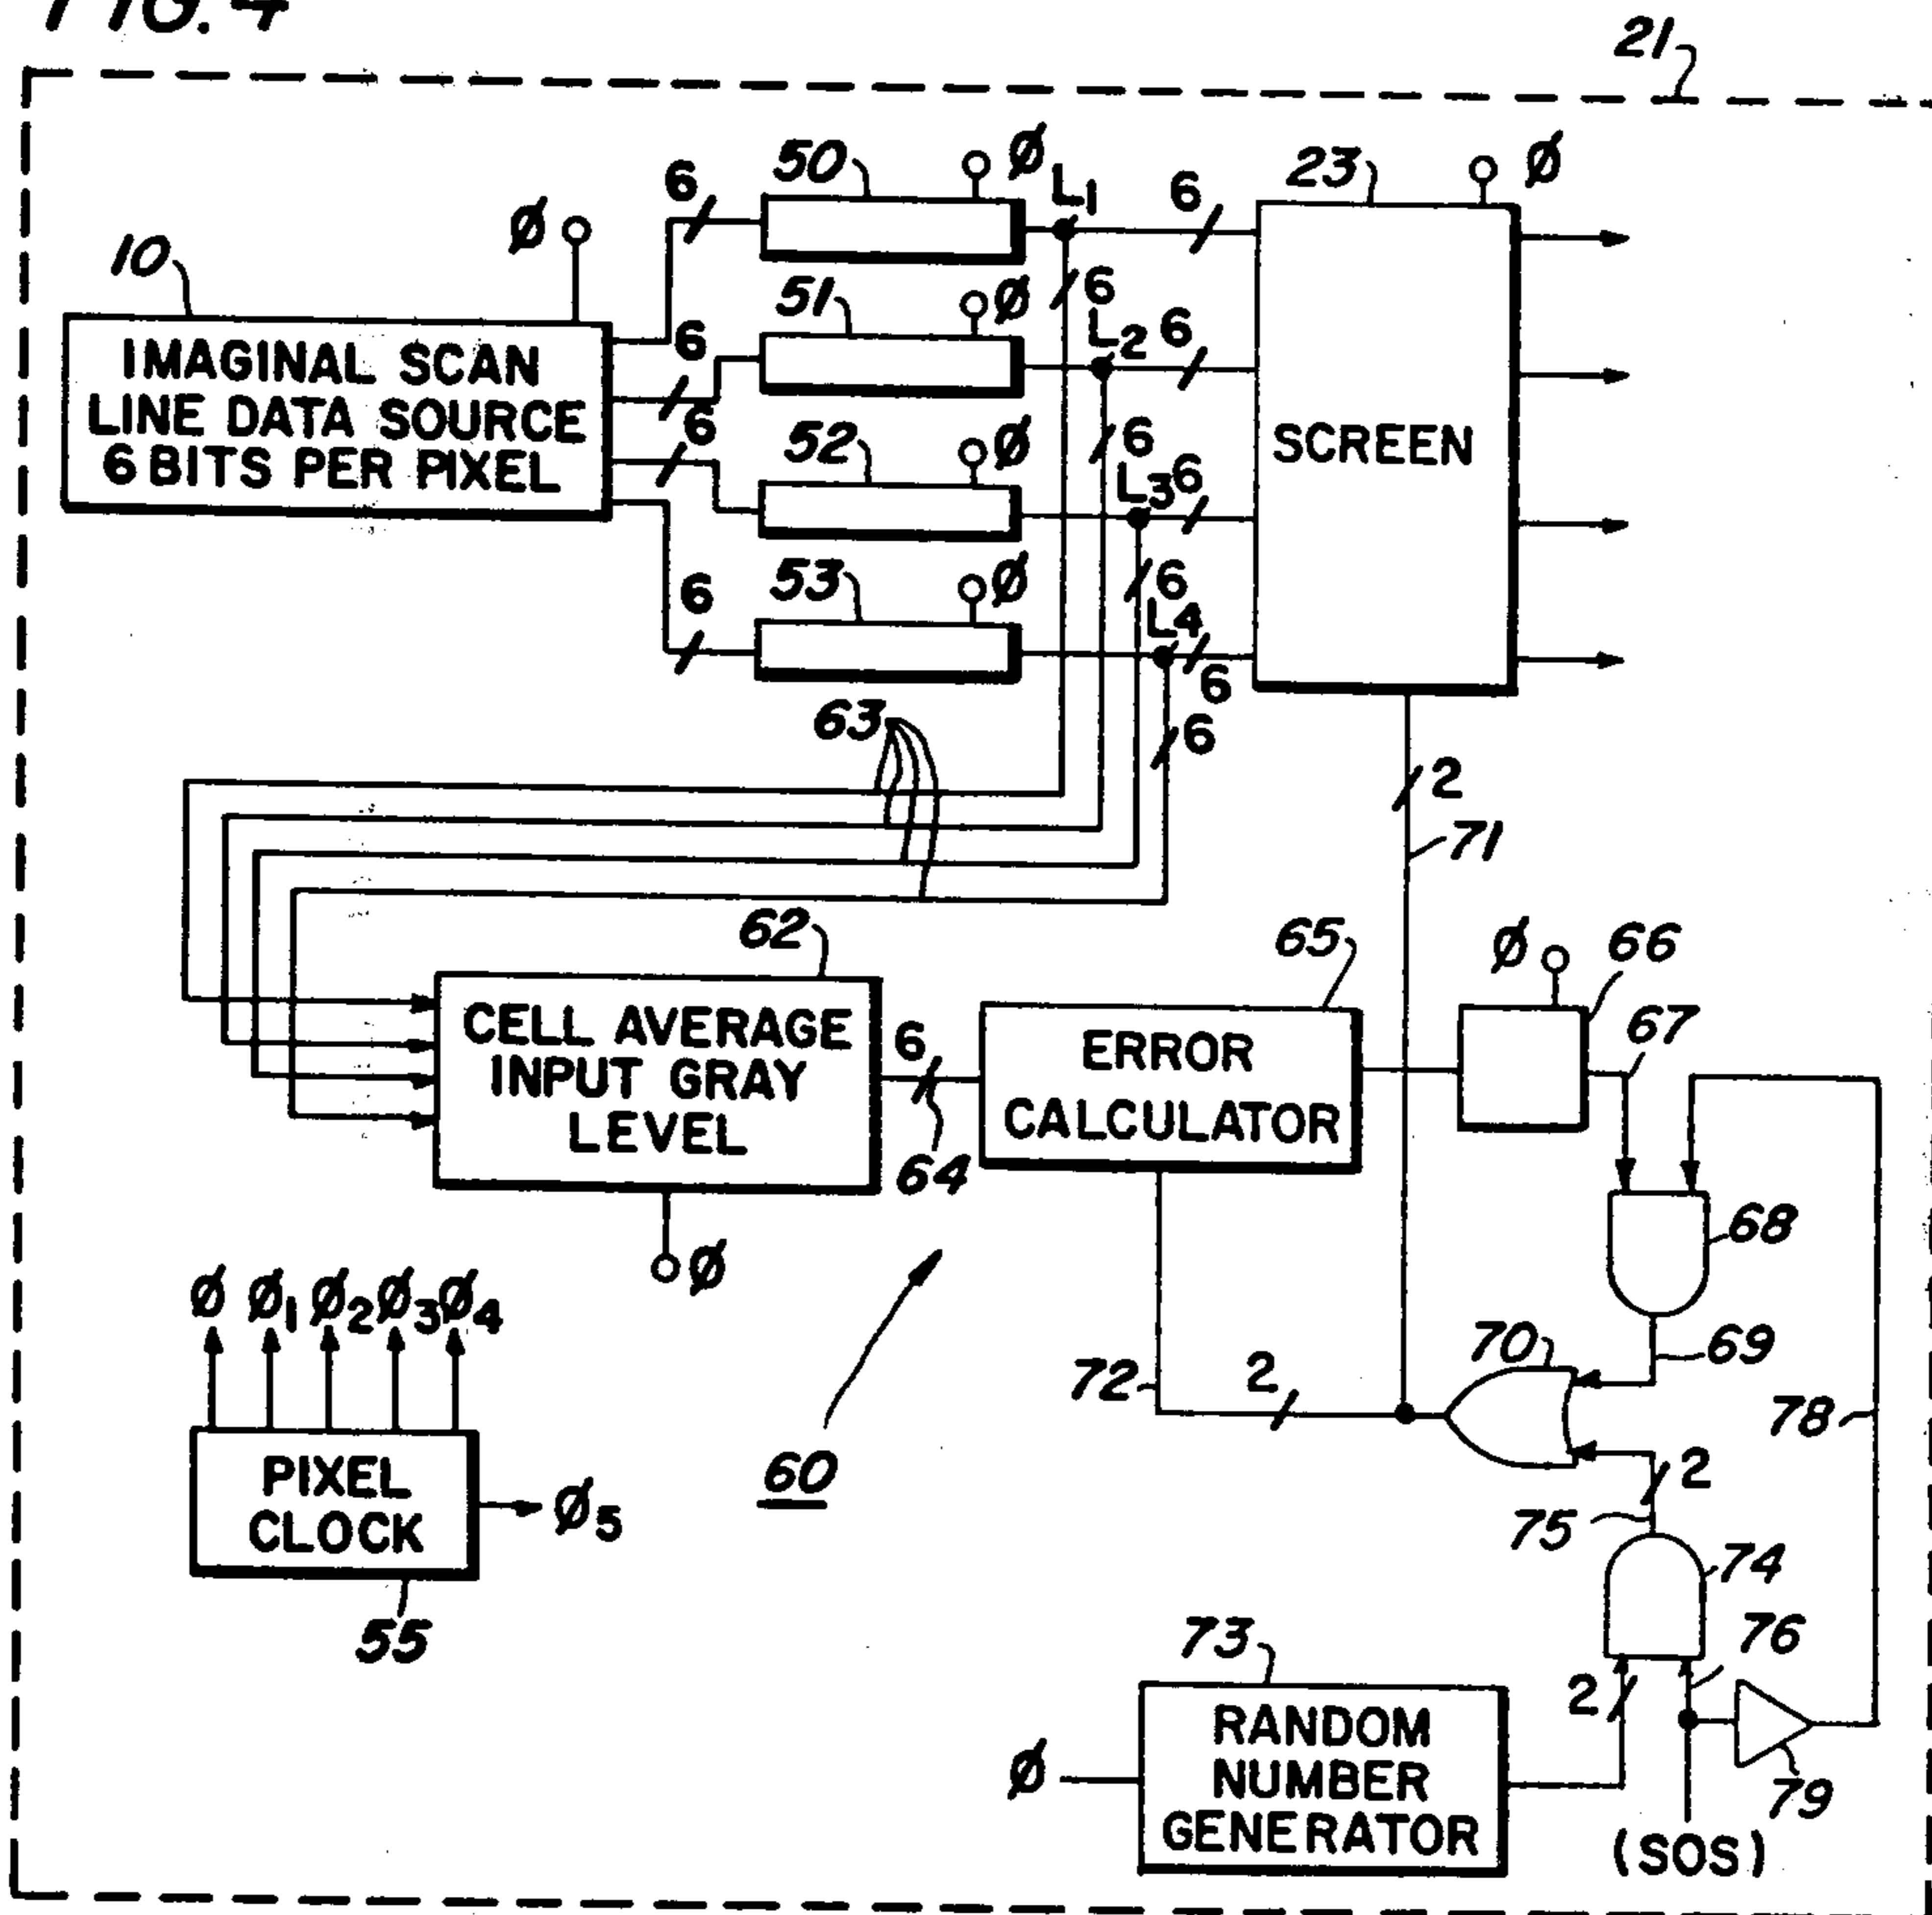 FIG. 4
21
50
Ø
L1
6
6
23
Ø
Ø
10
6
51
Ø
6
L2
6
IMAGINAL SCAN
LINE DATA SOURCE
6 BITS PER PIXEL
6
6
52
Ø
6
L3
6
SCREEN
6
53
Ø
6
L4
6
63
6
2
71
62
65
Ø
66
67
CELL AVERAGE
INPUT GRAY
LEVEL
6
64
ERROR
CALCULATOR
68
Ø
Ø Ø1 Ø2 Ø3 Ø4
70
69
72
2
78
PIXEL
CLOCK
Ø5
60
2
75
74
55
73
76
2
RANDOM
NUMBER
GENERATOR
Ø
79
(SOS)